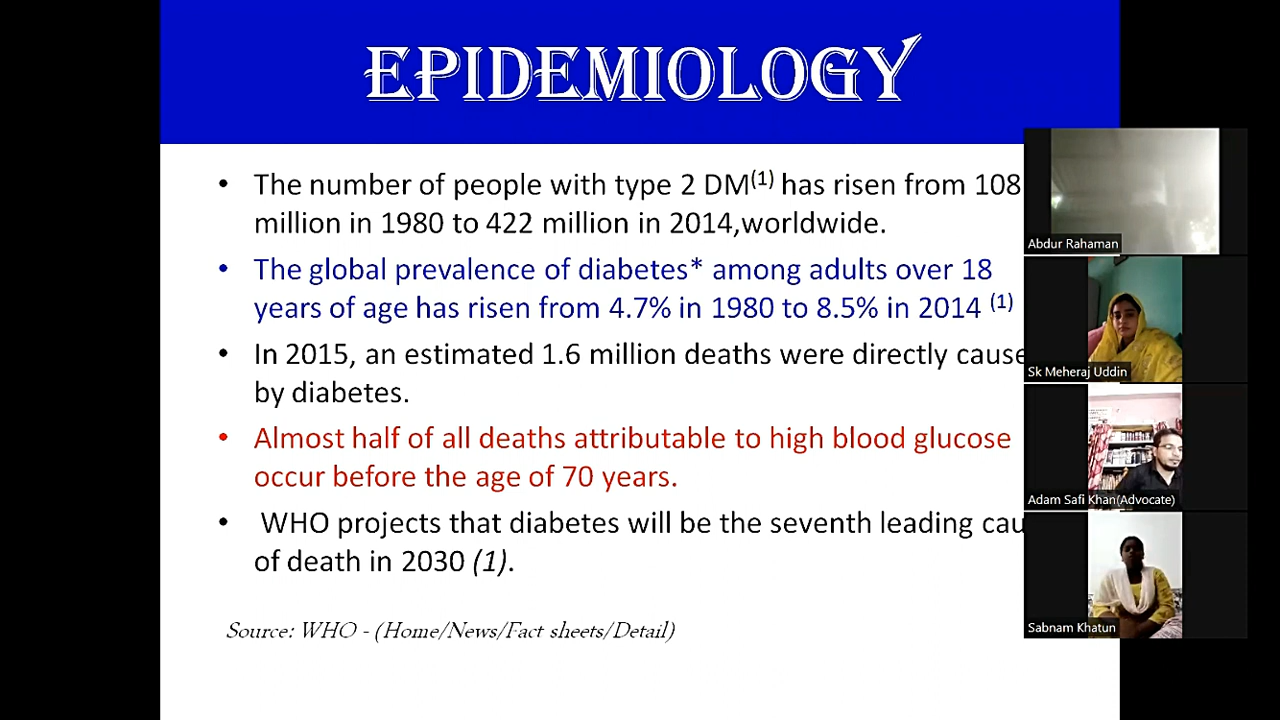 EPIDEMIOLOGY
• The number of people with type 2 DM(1) has risen from 108
million in 1980 to 422 million in 2014,worldwide.
• The global prevalence of diabetes* among adults over 18
years of age has risen from 4.7% in 1980 to 8.5% in 2014 (1)
• In 2015, an estimated 1.6 million deaths were directly cause
by diabetes.
• Almost half of all deaths attributable to high blood glucose
occur before the age of 70 years.
• WHO projects that diabetes will be the seventh leading cau
of death in 2030 (1).
Source: WHO - (Home/News/Fact sheets/Detail)
Abdur Rahaman
Sk Meheraj Uddin
Adam Safi Khan(Advocate)
Sabnam Khatun